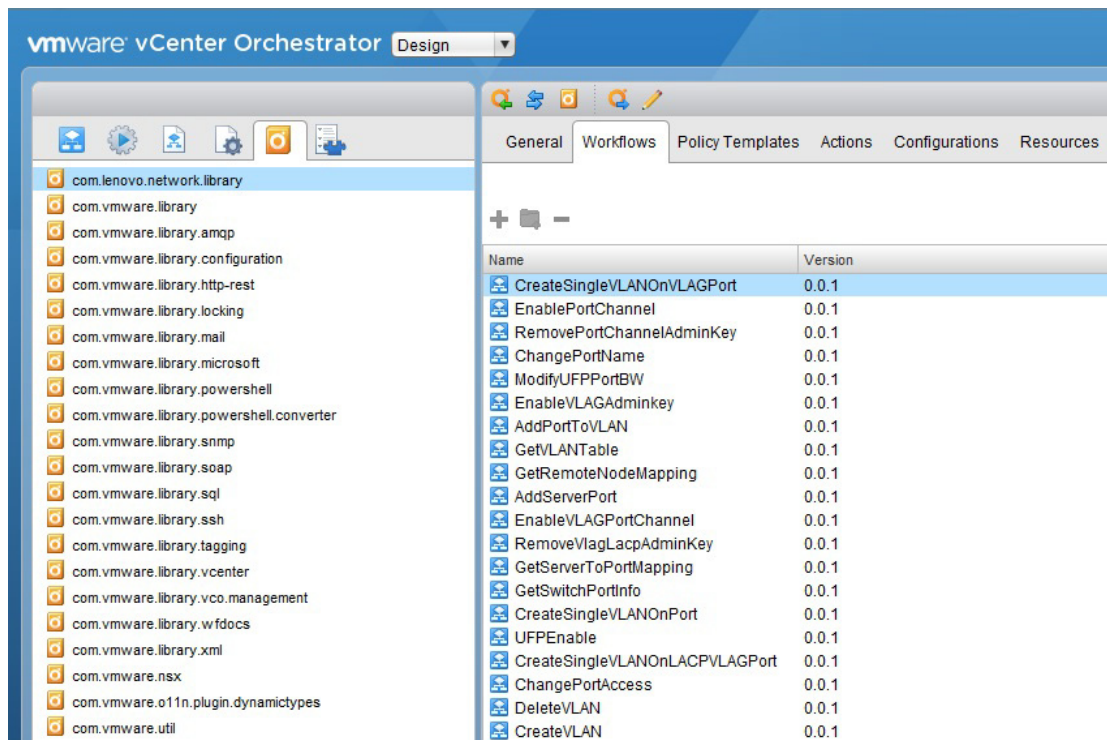 vmware vCenter Orchestrator Design
General Workflows Policy Templates Actions Configurations Resources
com.lenovo.network.library
com.vmware.library
com.vmware.library.amqp
com.vmware.library.configuration
com.vmware.library.http-rest
com.vmware.library.locking
com.vmware.library.mail
com.vmware.library.microsoft
com.vmware.library.powershell
com.vmware.library.powershell.converter
com.vmware.library.snmp
com.vmware.library.soap
com.vmware.library.sql
com.vmware.library.ssh
com.vmware.library.tagging
com.vmware.library.vcenter
com.vmware.library.vco.management
com.vmware.library.wfdocs
com.vmware.library.xml
com.vmware.nsx
com.vmware.o11n.plugin.dynamictypes
com.vmware.util
Name Version
CreateSingleVLANOnVLAGPort 0.0.1
EnablePortChannel 0.0.1
RemovePortChannelAdminKey 0.0.1
ChangePortName 0.0.1
ModifyUFPPortBW 0.0.1
EnableVLAGAdminkey 0.0.1
AddPortToVLAN 0.0.1
GetVLANTable 0.0.1
GetRemoteNodeMapping 0.0.1
AddServerPort 0.0.1
EnableVLAGPortChannel 0.0.1
RemoveVlagLacpAdminKey 0.0.1
GetServerToPortMapping 0.0.1
GetSwitchPortInfo 0.0.1
CreateSingleVLANOnPort 0.0.1
UFPEnable 0.0.1
CreateSingleVLANOnLACPVLAGPort 0.0.1
ChangePortAccess 0.0.1
DeleteVLAN 0.0.1
CreateVLAN 0.0.1